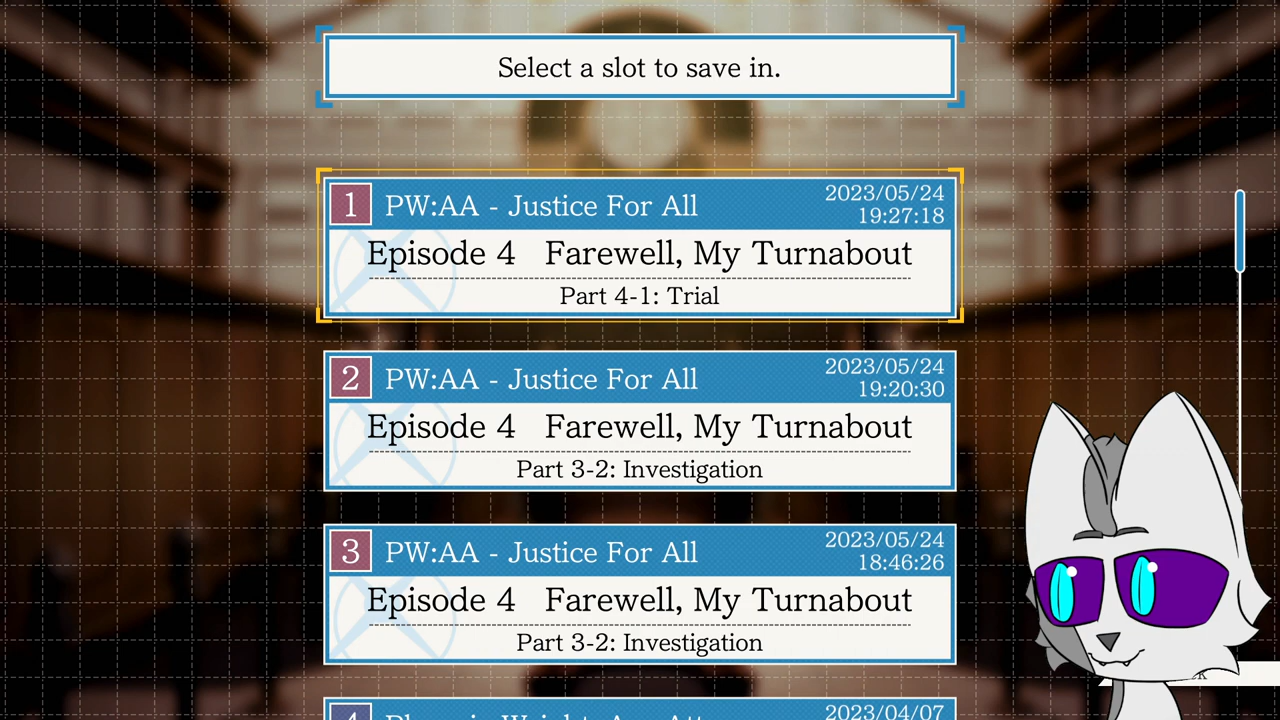 Select a slot to save in.
1 PW:AA - Justice For All 2023/05/24
19:27:18
Episode 4 Farewell, My Turnabout
Part 4-1: Trial
2 PW:AA - Justice For All 2023/05/24
19:20:30
Episode 4 Farewell, My Turnabout
Part 3-2: Investigation
3 PW:AA - Justice For All 2023/05/24
18:46:26
Episode 4 Farewell, My Turnabout
Part 3-2: Investigation
2023/04/07